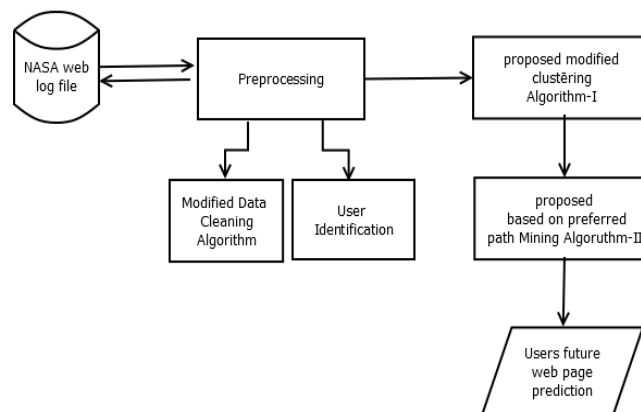 NASA web
log file
Preprocessing
proposed modified
clustering
Algorithm-I
Modified Data
Cleaning
Algorithm
User
Identification
proposed
based on preferred
path Mining Algoruthm-II
Users future
web page
prediction